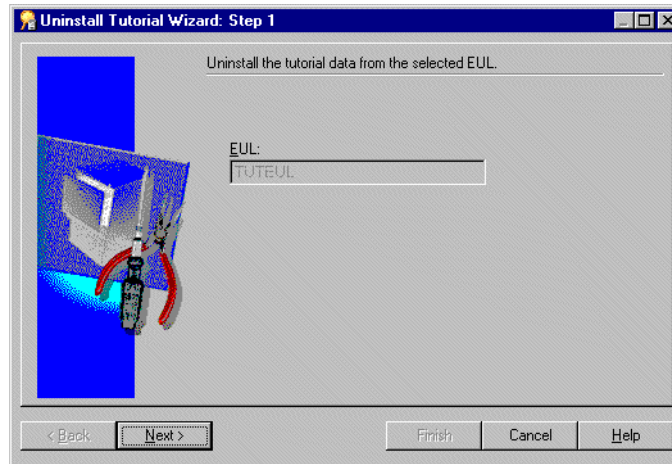 Uninstall Tutorial Wizard: Step 1
Uninstall the tutorial data from the selected EUL.
EUL:
TUTEUL
< Back
Next >
Finish
Cancel
Help